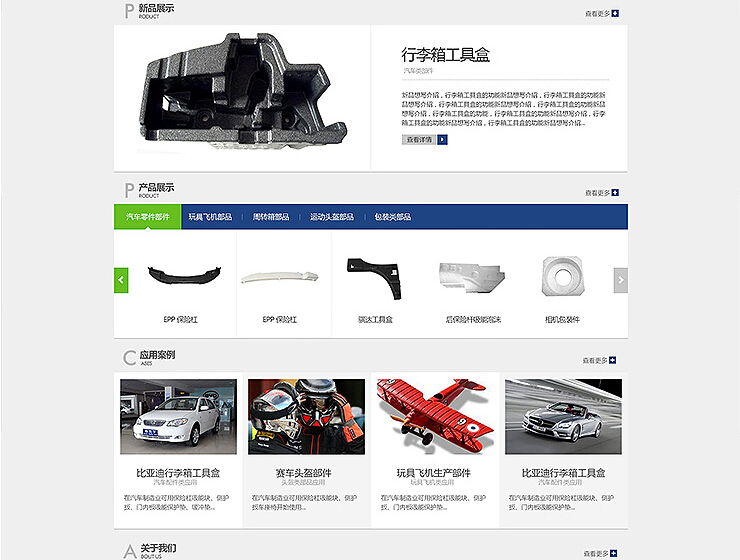 P 新品展示
RODUCT
查看更多
行李箱工具盒
汽车类部件
新品想写介绍，行李箱工具盒的功能新品想写介绍，行李箱工具盒的功能新
品想写介绍，行李箱工具盒的功能新品想写介绍，行李箱工具盒的功能新品
想写介绍，行李箱工具盒的功能，行李箱工具盒的功能新品想写介绍，行李
箱工具盒的功能新品想写介绍，行李箱工具盒的功能新品想写介绍...
查看详情
P 产品展示
RODUCT
查看更多
汽车零件部件 玩具飞机部品 周转箱部品 运动头盔部品 包装类部品
EPP 保险杠 EPP 保险杠 骐达工具盒 后保险杆吸能泡沫 相机包装件
C 应用案例
ASES
查看更多
比亚迪行李箱工具盒
汽车配件类应用
在汽车制造业可用保险杠吸能块、侧护
板、门内板吸能保护垫、缓冲垫...
赛车头盔部件
头盔类部品应用
在汽车制造业可用保险杠吸能块、侧护
板车座椅开始使用...
玩具飞机生产部件
玩具飞机类应用
在汽车制造业可用保险杠吸能块、侧护
板、门内板吸能保护垫...
比亚迪行李箱工具盒
汽车配件类应用
在汽车制造业可用保险杠吸能块、侧护
板、门内板吸能保护垫...
A 关于我们
BOUT US
查看更多